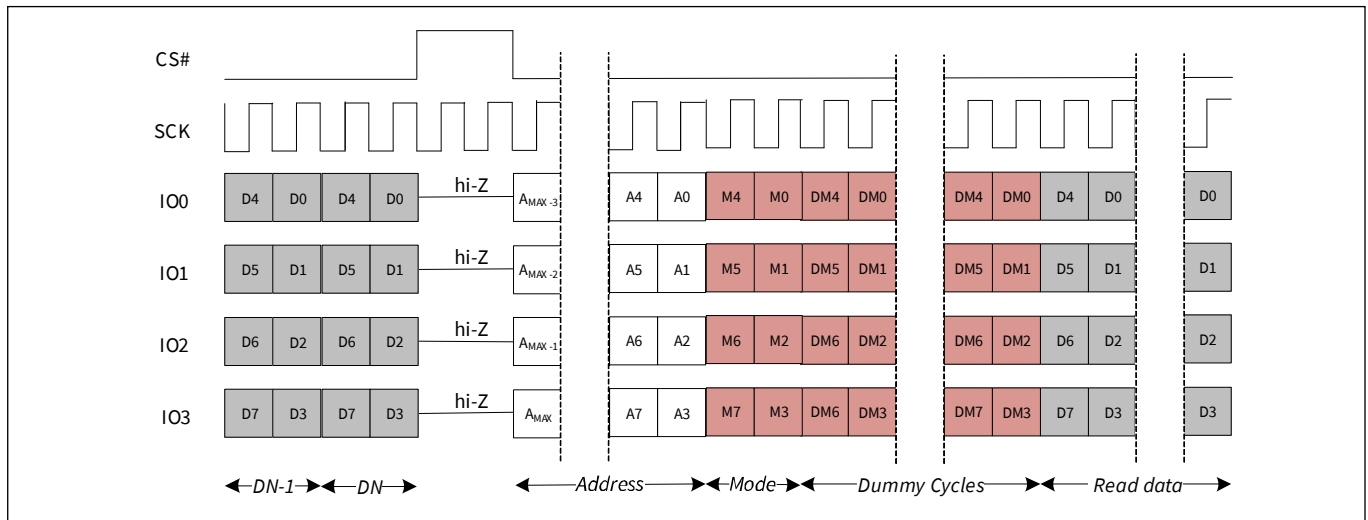 CS#
SCK
IO0 D4 D0 D4 D0 hi-Z AMAX-3 A4 A0 M4 M0 DM4 DM0 DM4 DM0 D4 D0 D0
IO1 D5 D1 D5 D1 hi-Z AMAX-2 A5 A1 M5 M1 DM5 DM1 DM5 DM1 D5 D1 D1
IO2 D6 D2 D6 D2 hi-Z AMAX-1 A6 A2 M6 M2 DM6 DM2 DM6 DM2 D6 D2 D2
IO3 D7 D3 D7 D3 hi-Z AMAX A7 A3 M7 M3 DM6 DM3 DM7 DM3 D7 D3 D3
DN-1 DN Address Mode Dummy Cycles Read data